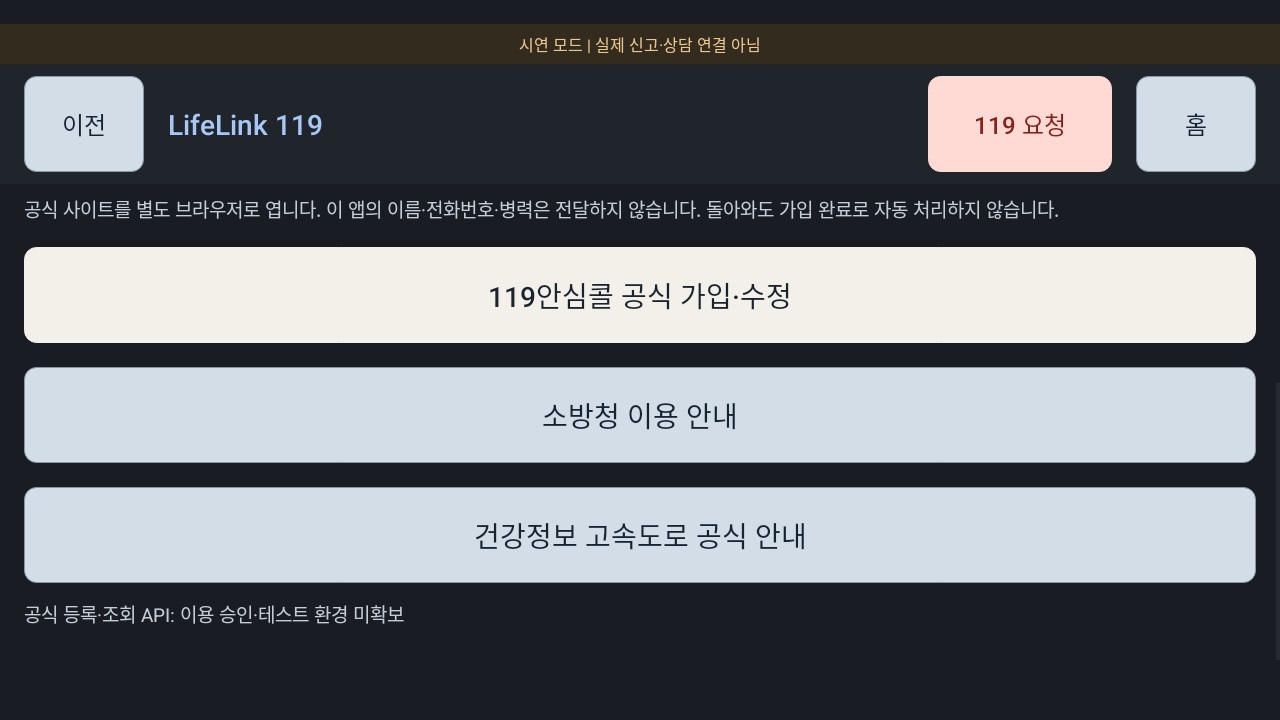 시연 모드 | 실제 신고·상담 연결 아님
이전
LifeLink 119
119 요청
홈
공식 사이트를 별도 브라우저로 엽니다. 이 앱의 이름·전화번호·병력은 전달하지 않습니다. 돌아와도 가입 완료로 자동 처리하지 않습니다.
119안심콜 공식 가입·수정
소방청 이용 안내
건강정보 고속도로 공식 안내
공식 등록·조회 API: 이용 승인·테스트 환경 미확보